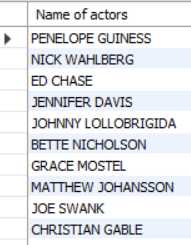 Name of actors
PENELOPE GUINESS
NICK WAHLBERG
ED CHASE
JENNIFER DAVIS
JOHNNY LOLLOBRIGIDA
BETTE NICHOLSON
GRACE MOSTEL
MATTHEW JOHANSSON
JOE SWANK
CHRISTIAN GABLE